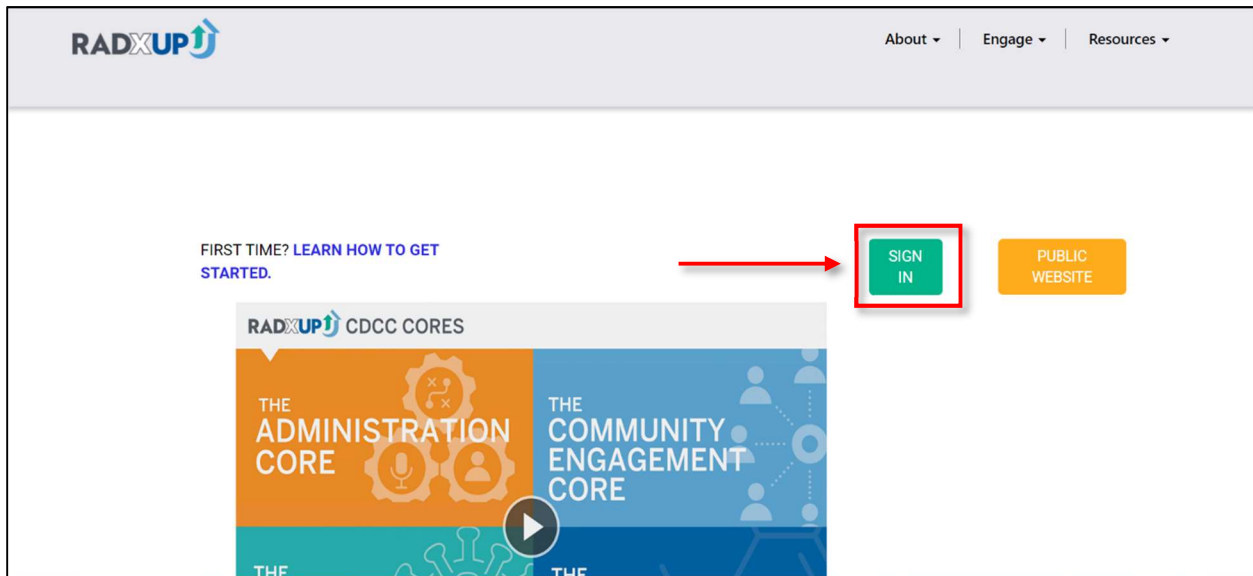 RADXUP
About
Engage
Resources
FIRST TIME? LEARN HOW TO GET
STARTED.
SIGN
IN
PUBLIC
WEBSITE
RADXUP CDCC CORES
THE
ADMINISTRATION
CORE
THE
COMMUNITY
ENGAGEMENT
CORE
THE
THE